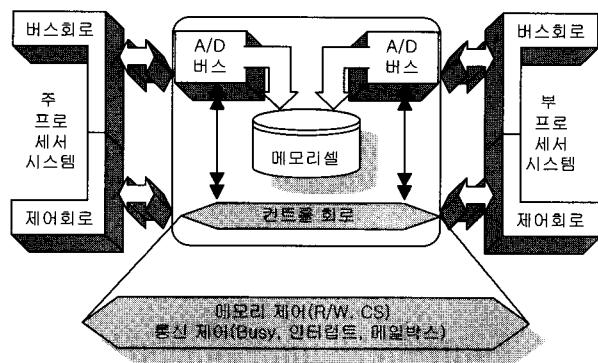 버스회로
주
프로
세서
시스템
제어회로
A/D
버스
A/D
버스
메모리셀
컨트롤 회로
버스회로
부
프로
세서
시스템
제어회로
메모리 제어(R/W, CS)
통신 제어(Busy, 인터럽트, 메일박스)